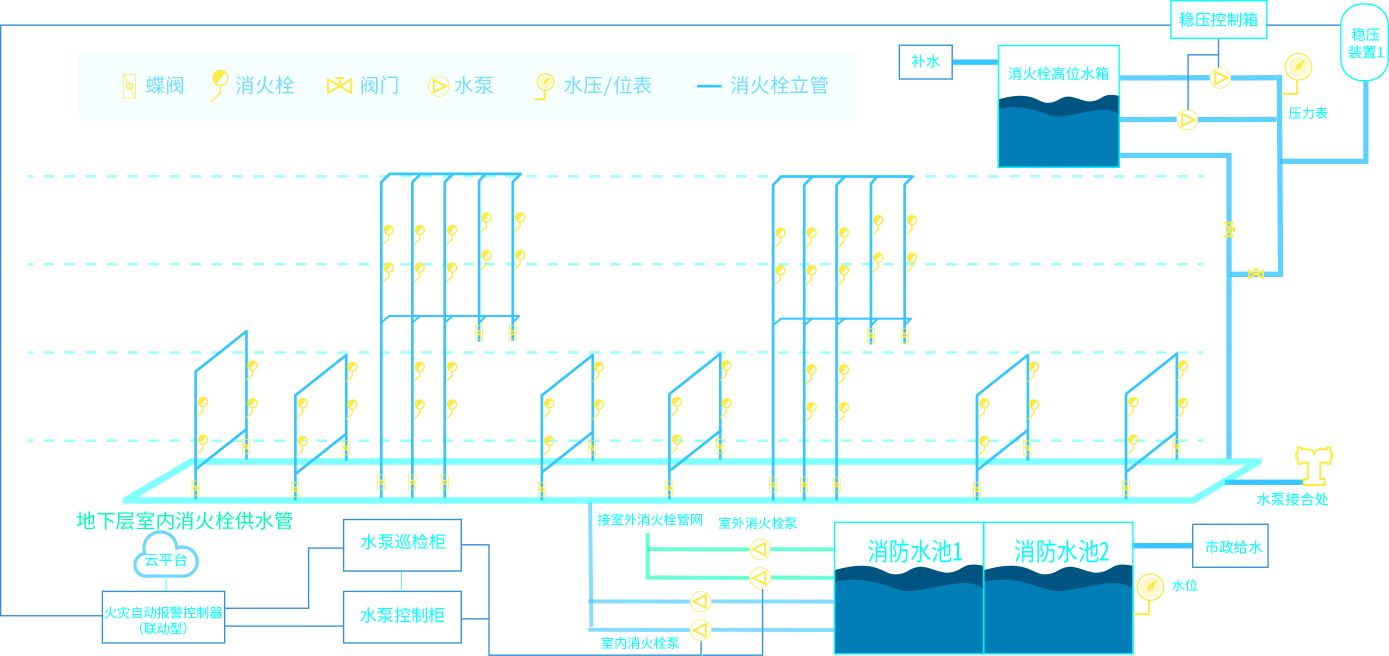 稳压控制箱
稳压
装置1
补水
消火栓高位水箱
蝶阀
消火栓
阀门
水泵
水压/位表
消火栓立管
压力表
水泵接合处
地下层室内消火栓供水管
接室外消火栓管网
室外消火栓泵
云平台
水泵巡检柜
消防水池1
消防水池2
市政给水
水位
火灾自动报警控制器
(联动型)
水泵控制柜
室内消火栓泵